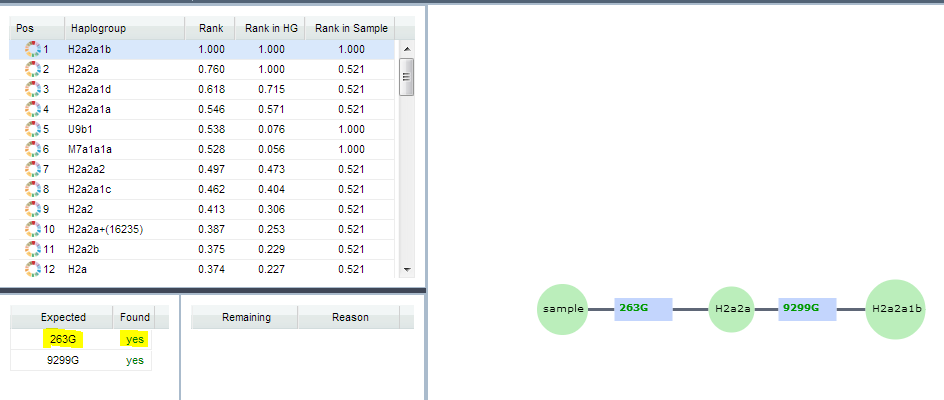 Pos Haplogroup Rank Rank in HG Rank in Sample
1 H2a2a1b 1.000 1.000 1.000
2 H2a2a 0.760 1.000 0.521
3 H2a2a1d 0.618 0.715 0.521
4 H2a2a1a 0.546 0.571 0.521
5 U9b1 0.538 0.076 1.000
6 M7a1a1a 0.528 0.056 1.000
7 H2a2a2 0.497 0.473 0.521
8 H2a2a1c 0.462 0.404 0.521
9 H2a2 0.413 0.306 0.521
10 H2a2a+(16235) 0.387 0.253 0.521
11 H2a2b 0.375 0.229 0.521
12 H2a 0.374 0.227 0.521
Expected Found
263G yes
9299G yes
Remaining Reason
sample 263G H2a2a 9299G H2a2a1b